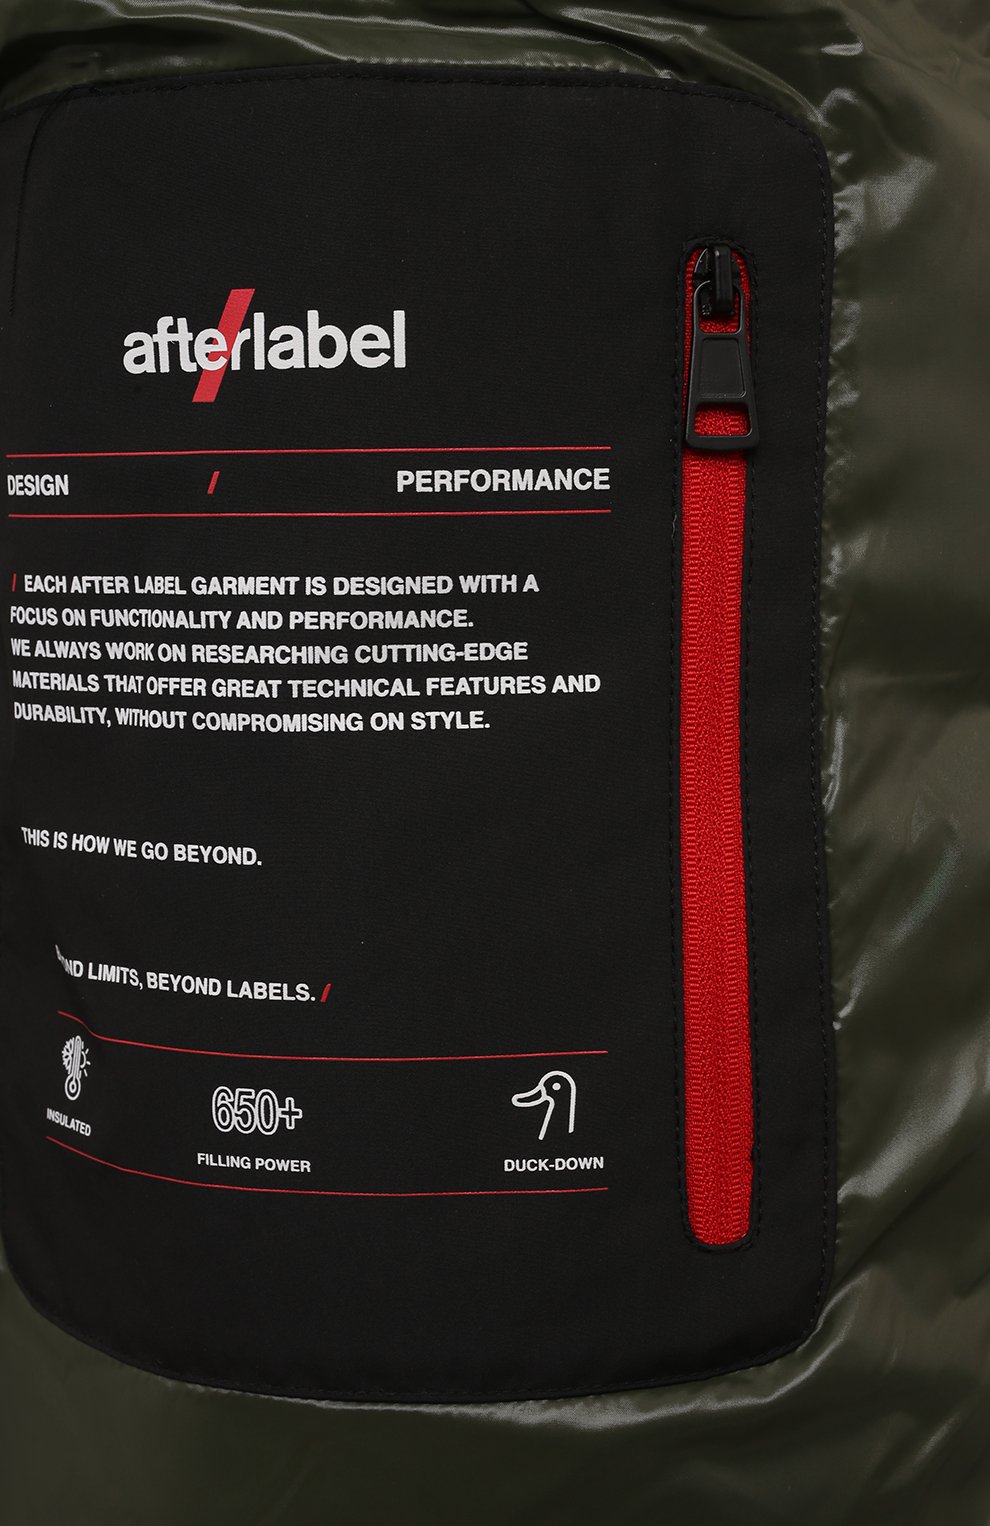 afterlabel
DESIGN / PERFORMANCE
/ EACH AFTER LABEL GARMENT IS DESIGNED WITH A
FOCUS ON FUNCTIONALITY AND PERFORMANCE.
WE ALWAYS WORK ON RESEARCHING CUTTING-EDGE
MATERIALS THAT OFFER GREAT TECHNICAL FEATURES AND
DURABILITY, WITHOUT COMPROMISING ON STYLE.
THIS IS HOW WE GO BEYOND.
LIMITS, BEYOND LABELS. /
INSULATED
650+
FILLING POWER
DUCK-DOWN